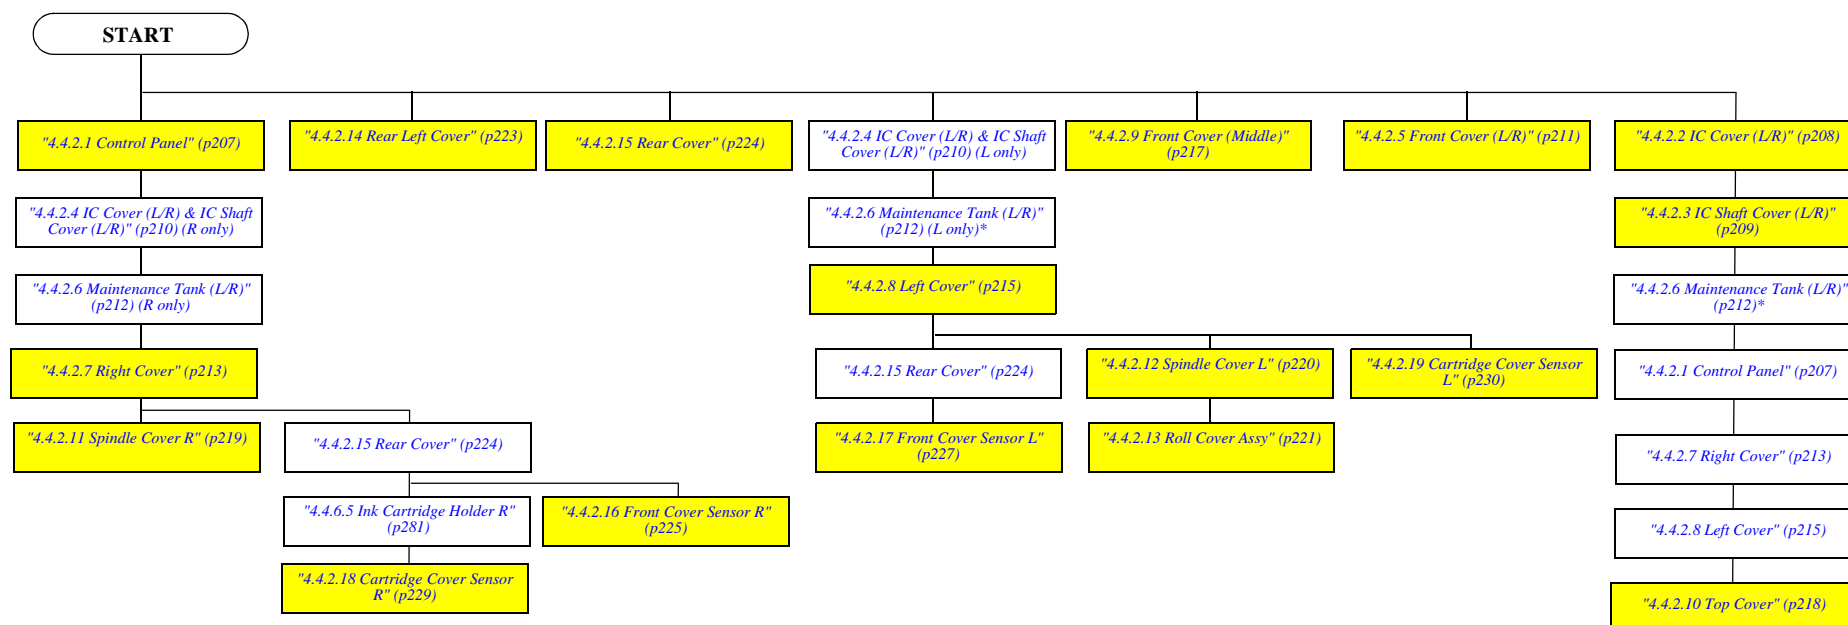 START
"4.4.2.1 Control Panel" (p207)
"4.4.2.14 Rear Left Cover" (p223)
"4.4.2.15 Rear Cover" (p224)
"4.4.2.4 IC Cover (L/R) & IC Shaft
Cover (L/R)" (p210) (L only)
"4.4.2.9 Front Cover (Middle)"
(p217)
"4.4.2.5 Front Cover (L/R)" (p211)
"4.4.2.2 IC Cover (L/R)" (p208)
"4.4.2.4 IC Cover (L/R) & IC Shaft
Cover (L/R)" (p210) (R only)
"4.4.2.6 Maintenance Tank (L/R)"
(p212) (L only)*
"4.4.2.3 IC Shaft Cover (L/R)"
(p209)
"4.4.2.6 Maintenance Tank (L/R)"
(p212) (R only)
"4.4.2.8 Left Cover" (p215)
"4.4.2.6 Maintenance Tank (L/R)"
(p212)*
"4.4.2.7 Right Cover" (p213)
"4.4.2.15 Rear Cover" (p224)
"4.4.2.12 Spindle Cover L" (p220)
"4.4.2.19 Cartridge Cover Sensor
L" (p230)
"4.4.2.1 Control Panel" (p207)
"4.4.2.11 Spindle Cover R" (p219)
"4.4.2.15 Rear Cover" (p224)
"4.4.2.17 Front Cover Sensor L"
(p227)
"4.4.2.13 Roll Cover Assy" (p221)
"4.4.2.7 Right Cover" (p213)
"4.4.6.5 Ink Cartridge Holder R"
(p281)
"4.4.2.16 Front Cover Sensor R"
(p225)
"4.4.2.8 Left Cover" (p215)
"4.4.2.18 Cartridge Cover Sensor
R" (p229)
"4.4.2.10 Top Cover" (p218)